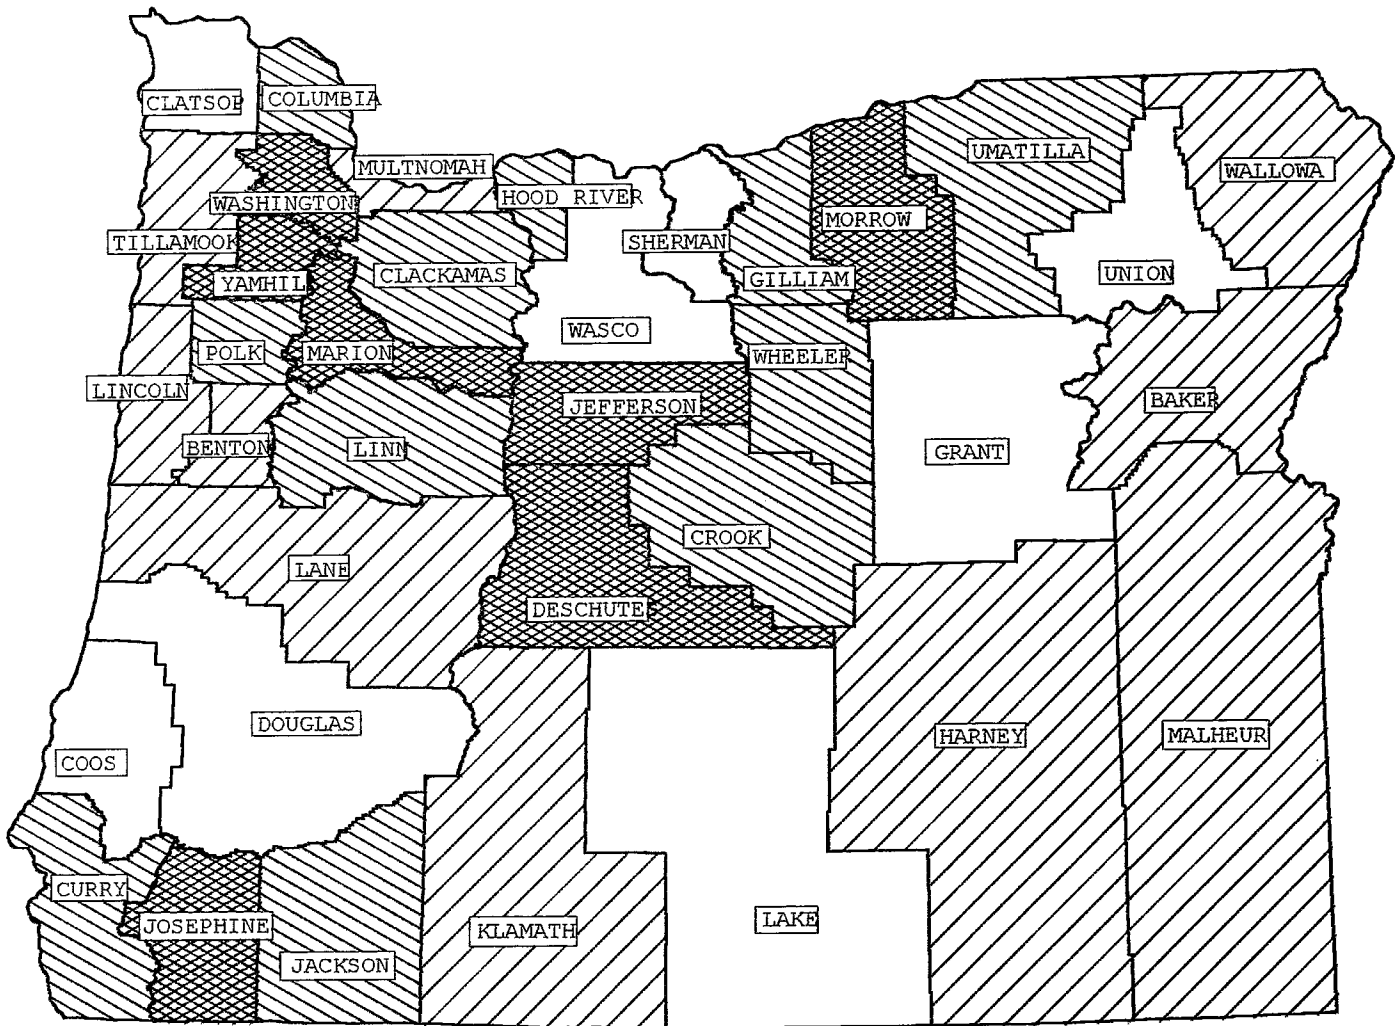 CLATSOP
COLUMBIA
MULTNOMAH
UMATILLA
WALLOWA
HOOD RIVER
WASHINGTON
MORROW
TILLAMOOK
SHERMAN
CLACKAMAS
GILLIAM
UNION
YAMHIL
WASCO
POLK
MARION
WHEELER
LINCOLN
JEFFERSON
BAKER
BENTON
LINN
GRANT
CROOK
LANE
DESCHUTE
DOUGLAS
HARNEY
MALHEUR
COOS
CURRY
JOSEPHINE
LAKE
KLAMATH
JACKSON